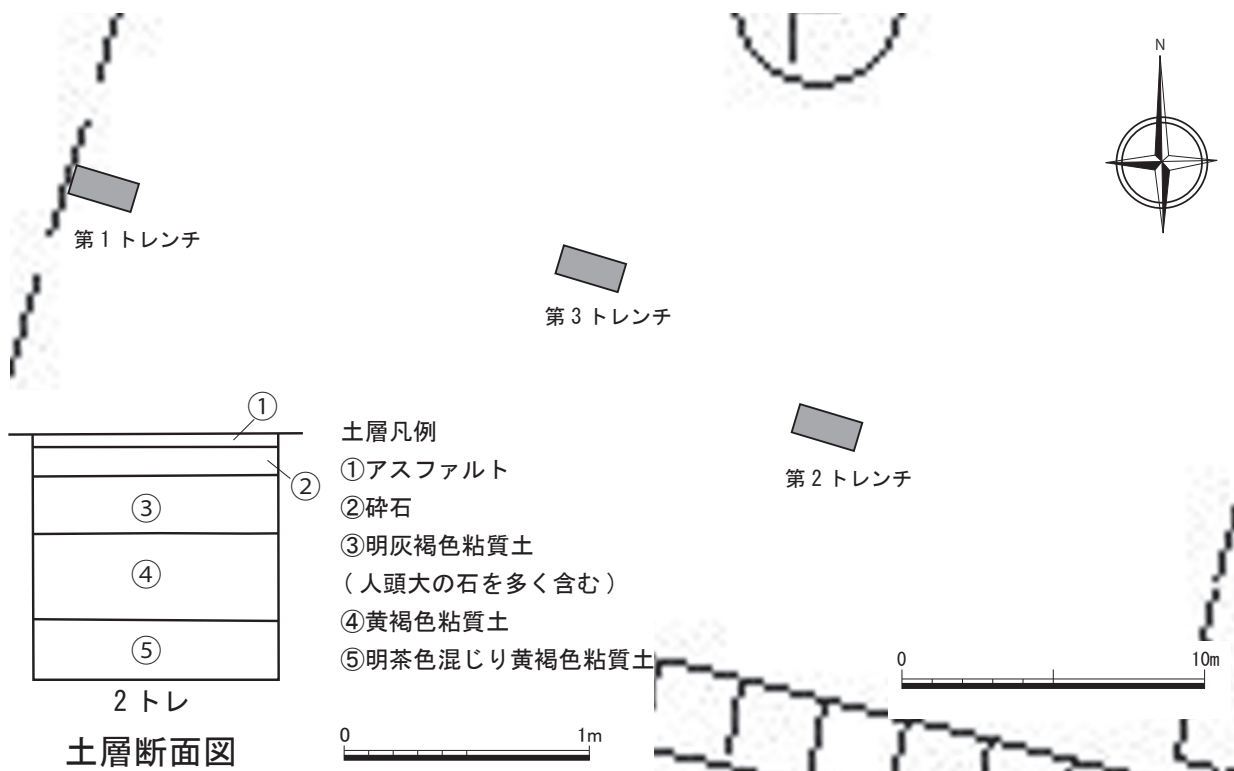 N
第1トレンチ
第3トレンチ
第2トレンチ
①
②
③
④
⑤
2トレ
土層断面図
土層凡例
①アスファルト
②砕石
③明灰褐色粘質土
(人頭大の石を多く含む)
④黄褐色粘質土
⑤明茶色混じり黄褐色粘質土
0 1m
0 10m